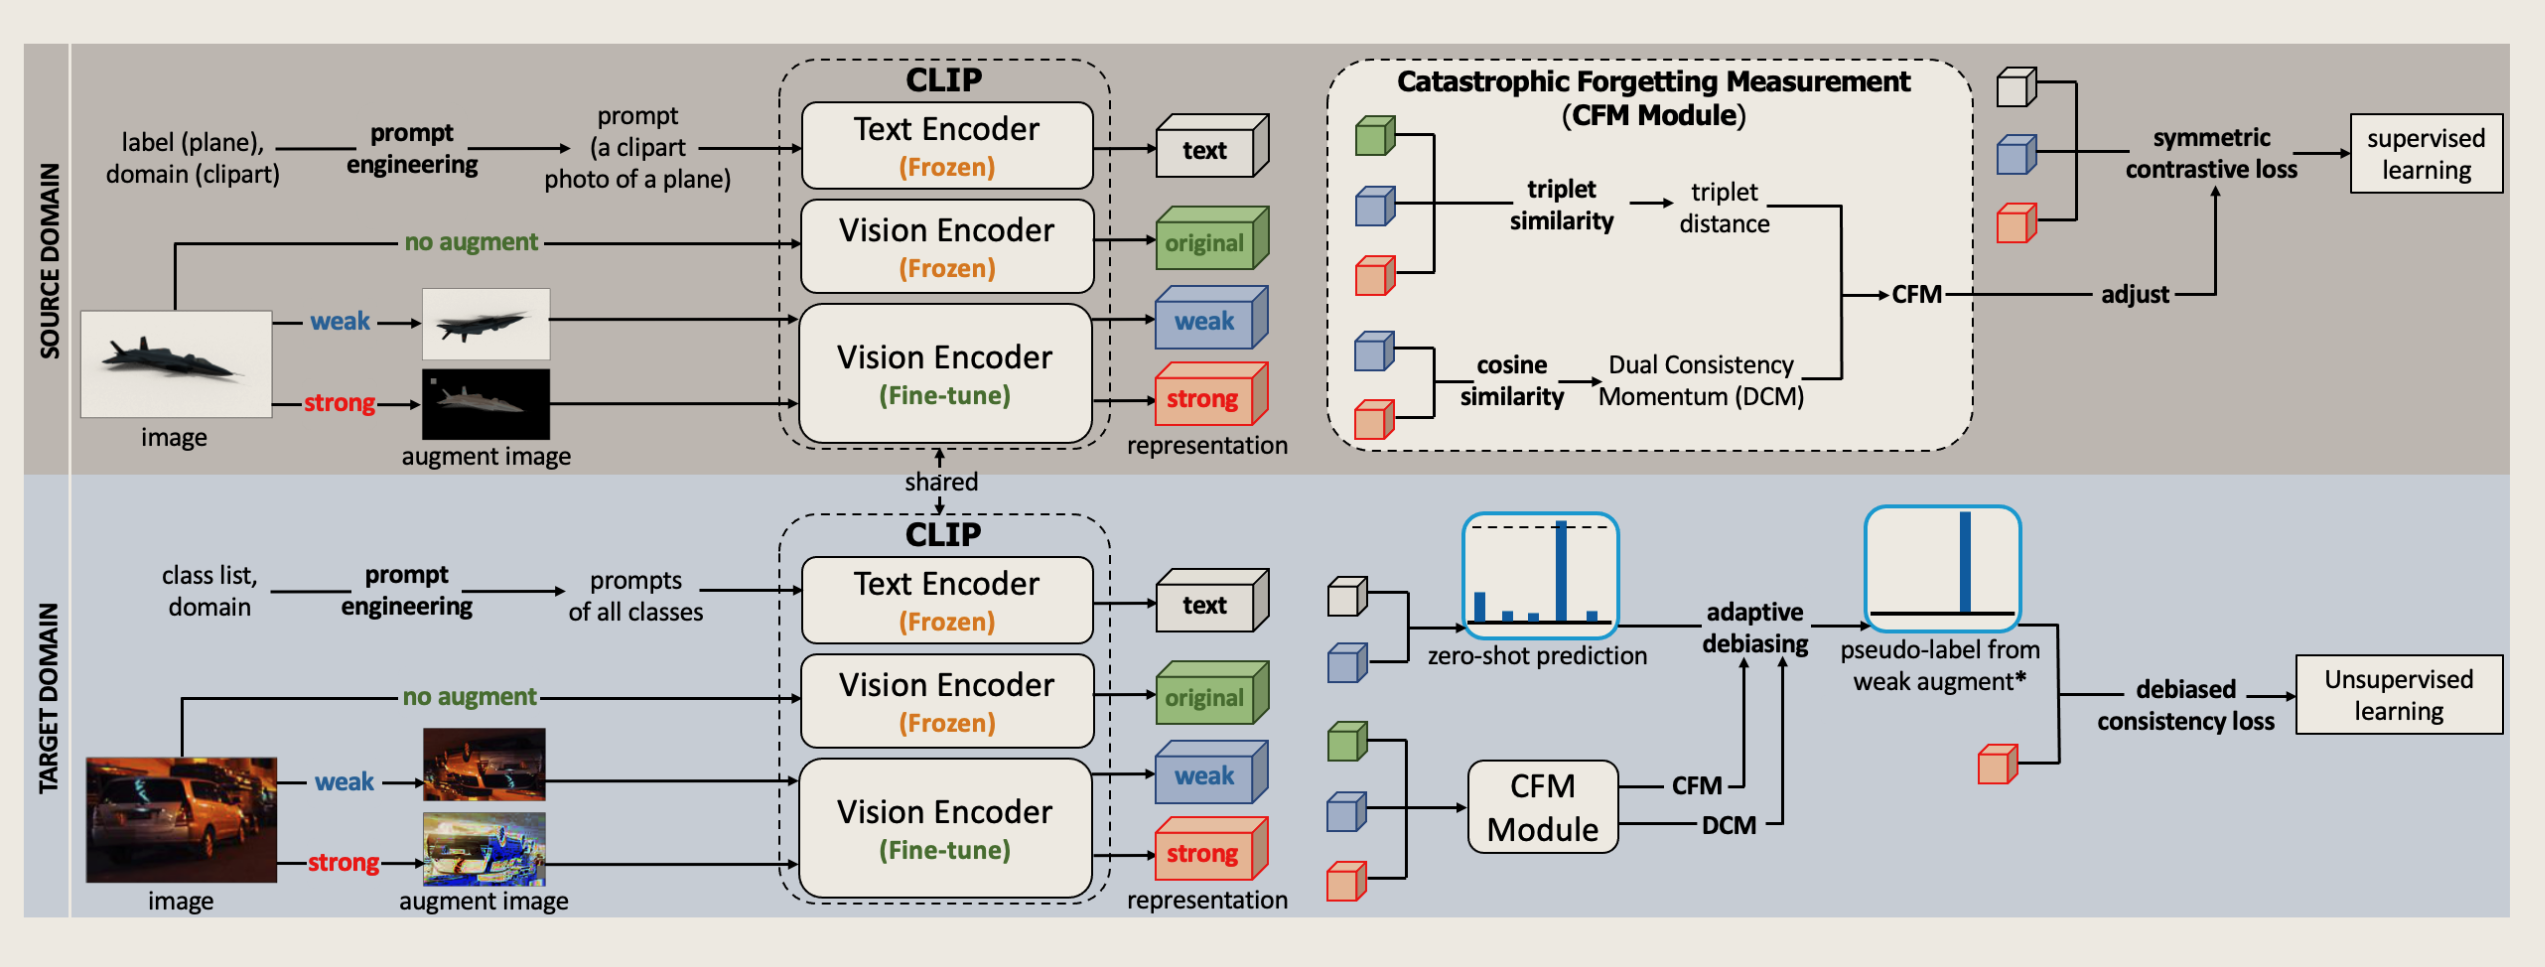 SOURCE DOMAIN
label (plane),
domain (clipart)
prompt
engineering
prompt
(a clipart
photo of a plane)
no augment
weak
strong
image
augment image
CLIP
Text Encoder
(Frozen)
Vision Encoder
(Frozen)
Vision Encoder
(Fine-tune)
text
original
weak
strong
representation
Catastrophic Forgetting Measurement
(CFM Module)
triplet
similarity
triplet
distance
cosine
similarity
Dual Consistency
Momentum (DCM)
CFM
adjust
symmetric
contrastive loss
supervised
learning
shared
TARGET DOMAIN
class list,
domain
prompt
engineering
prompts
of all classes
no augment
weak
strong
image
augment image
CLIP
Text Encoder
(Frozen)
Vision Encoder
(Frozen)
Vision Encoder
(Fine-tune)
text
original
weak
strong
representation
zero-shot prediction
adaptive
debiasing
pseudo-label from
weak augment*
CFM
Module
CFM
DCM
debiased
consistency loss
Unsupervised
learning